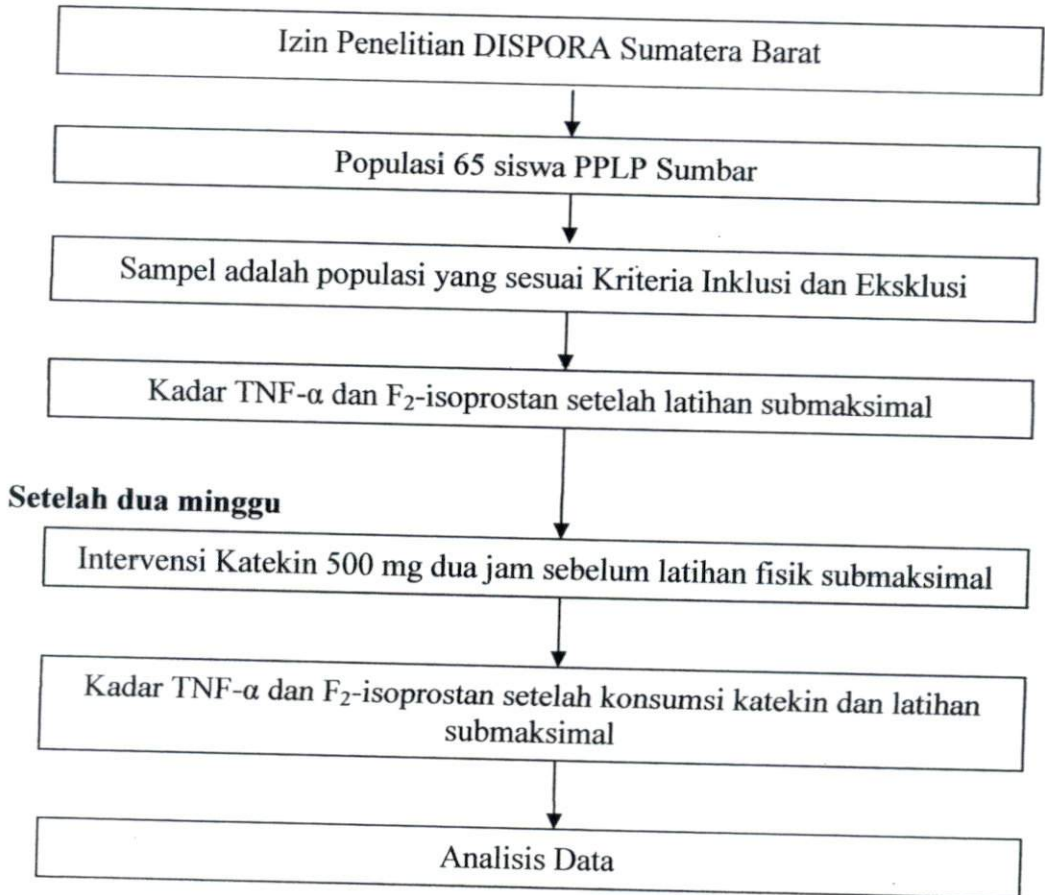 Izin Penelitian DISPORA Sumatera Barat
Populasi 65 siswa PPLP Sumbar
Sampel adalah populasi yang sesuai Kriteria Inklusi dan Eksklusi
Kadar TNF-α dan F₂-isoprostan setelah latihan submaksimal
Setelah dua minggu
Intervensi Katekin 500 mg dua jam sebelum latihan fisik submaksimal
Kadar TNF-α dan F₂-isoprostan setelah konsumsi katekin dan latihan
submaksimal
Analisis Data